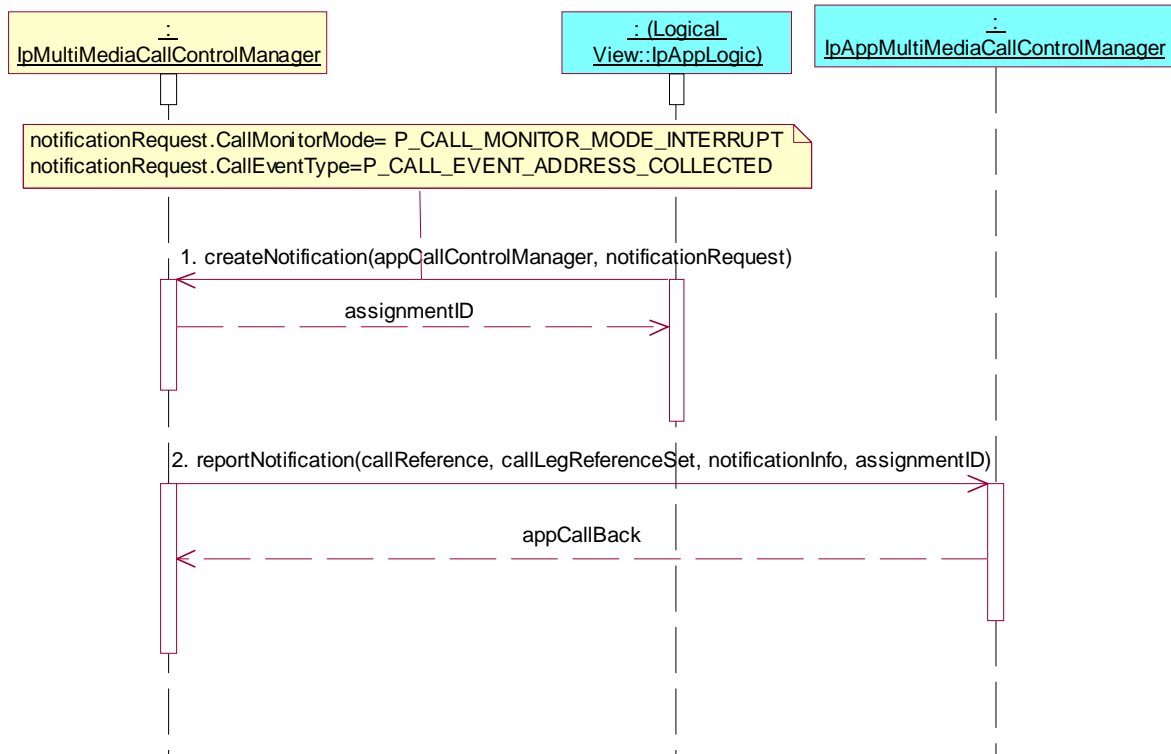 :
IpMultiMediaCallControlManager
: (Logical
View::IpAppLogic)
:
IpAppMultiMediaCallControlManager
notificationRequest.CallMonitorMode= P_CALL_MONITOR_MODE_INTERRUPT
notificationRequest.CallEventType=P_CALL_EVENT_ADDRESS_COLLECTED
1. createNotification(appCallControlManager, notificationRequest)
assignmentID
2. reportNotification(callReference, callLegReferenceSet, notificationInfo, assignmentID)
appCallBack